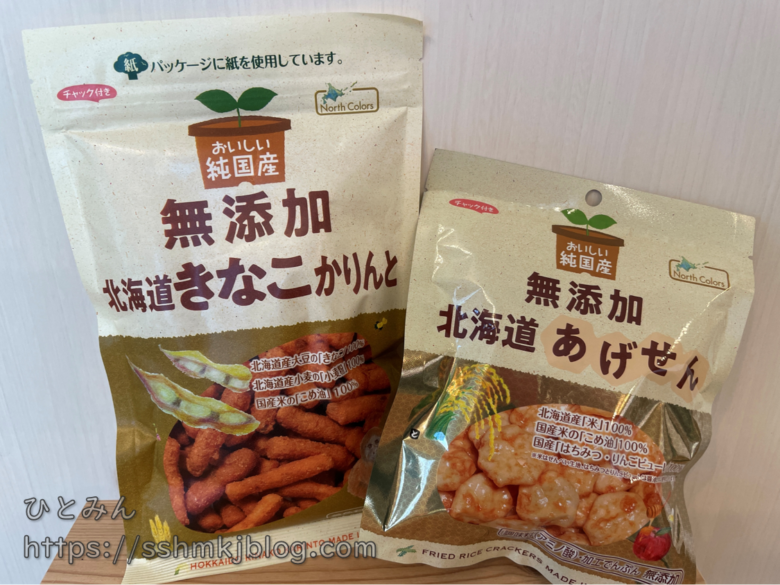 紙 パッケージに紙を使用しています。
チャック付き
North Colors
おいしい
純国産
無添加
北海道きなこかりんと
北海道産大豆の「きなこ」100%
北海道産小麦の「小麦粉」100%
国産米の「こめ油」100%
チャック付き
おいしい
純国産
North Colors
無添加
北海道 あげせん
北海道産「米」100%
国産米の「こめ油」100%
国産「はちみつ・りんごピュー
無添加
FRIED RICE CRACKERS MADE
HOKKAIDO
MADE
ひとみん
https://sshmkjblog.com/